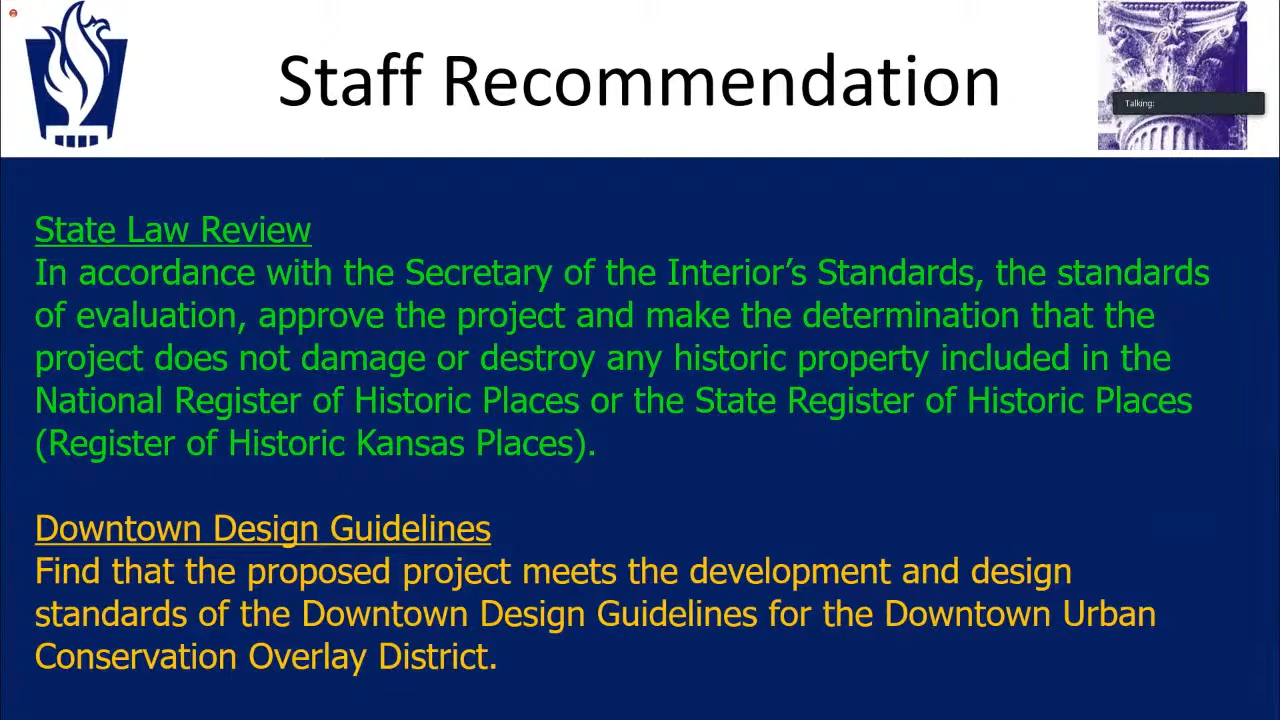 Staff Recommendation
Talking:
State Law Review
In accordance with the Secretary of the Interior’s Standards, the standards
of evaluation, approve the project and make the determination that the
project does not damage or destroy any historic property included in the
National Register of Historic Places or the State Register of Historic Places
(Register of Historic Kansas Places).
Downtown Design Guidelines
Find that the proposed project meets the development and design
standards of the Downtown Design Guidelines for the Downtown Urban
Conservation Overlay District.